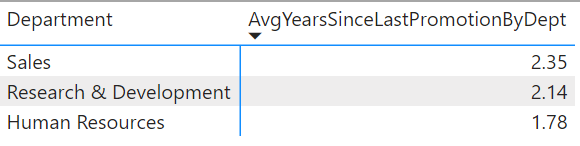 Department AvgYearsSinceLastPromotionByDept
Sales 2.35
Research & Development 2.14
Human Resources 1.78